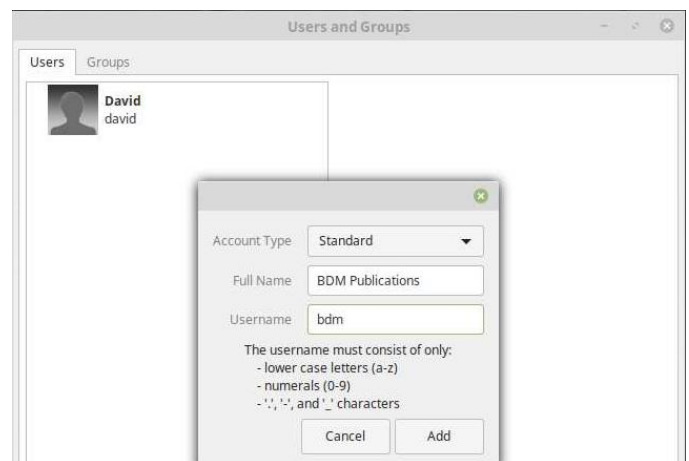 Users and Groups
Users Groups
David
david
Account Type Standard
Full Name BDM Publications
Username bdm
The username must consist of only:
- lower case letters (a-z)
- numerals (0-9)
- '.', '-', and '_' characters
Cancel Add